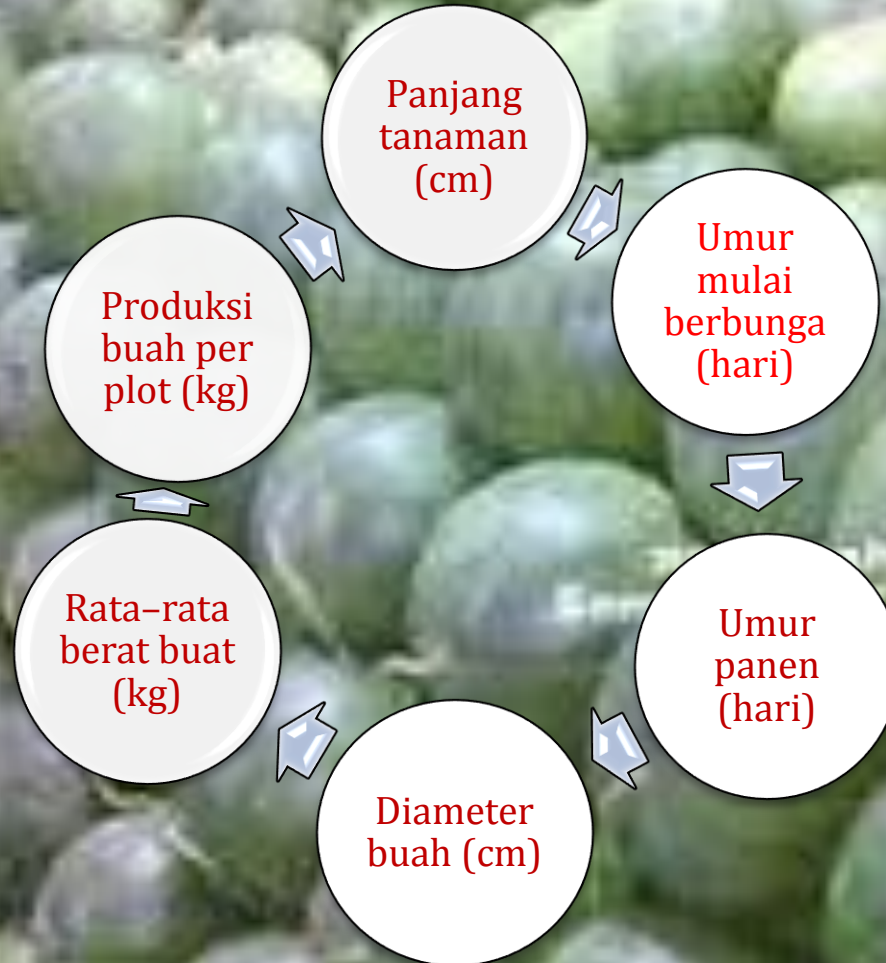 Panjang
tanaman
(cm)
Umur
mulai
berbunga
(hari)
Umur
panen
(hari)
Diameter
buah (cm)
Rata–rata
berat buat
(kg)
Produksi
buah per
plot (kg)